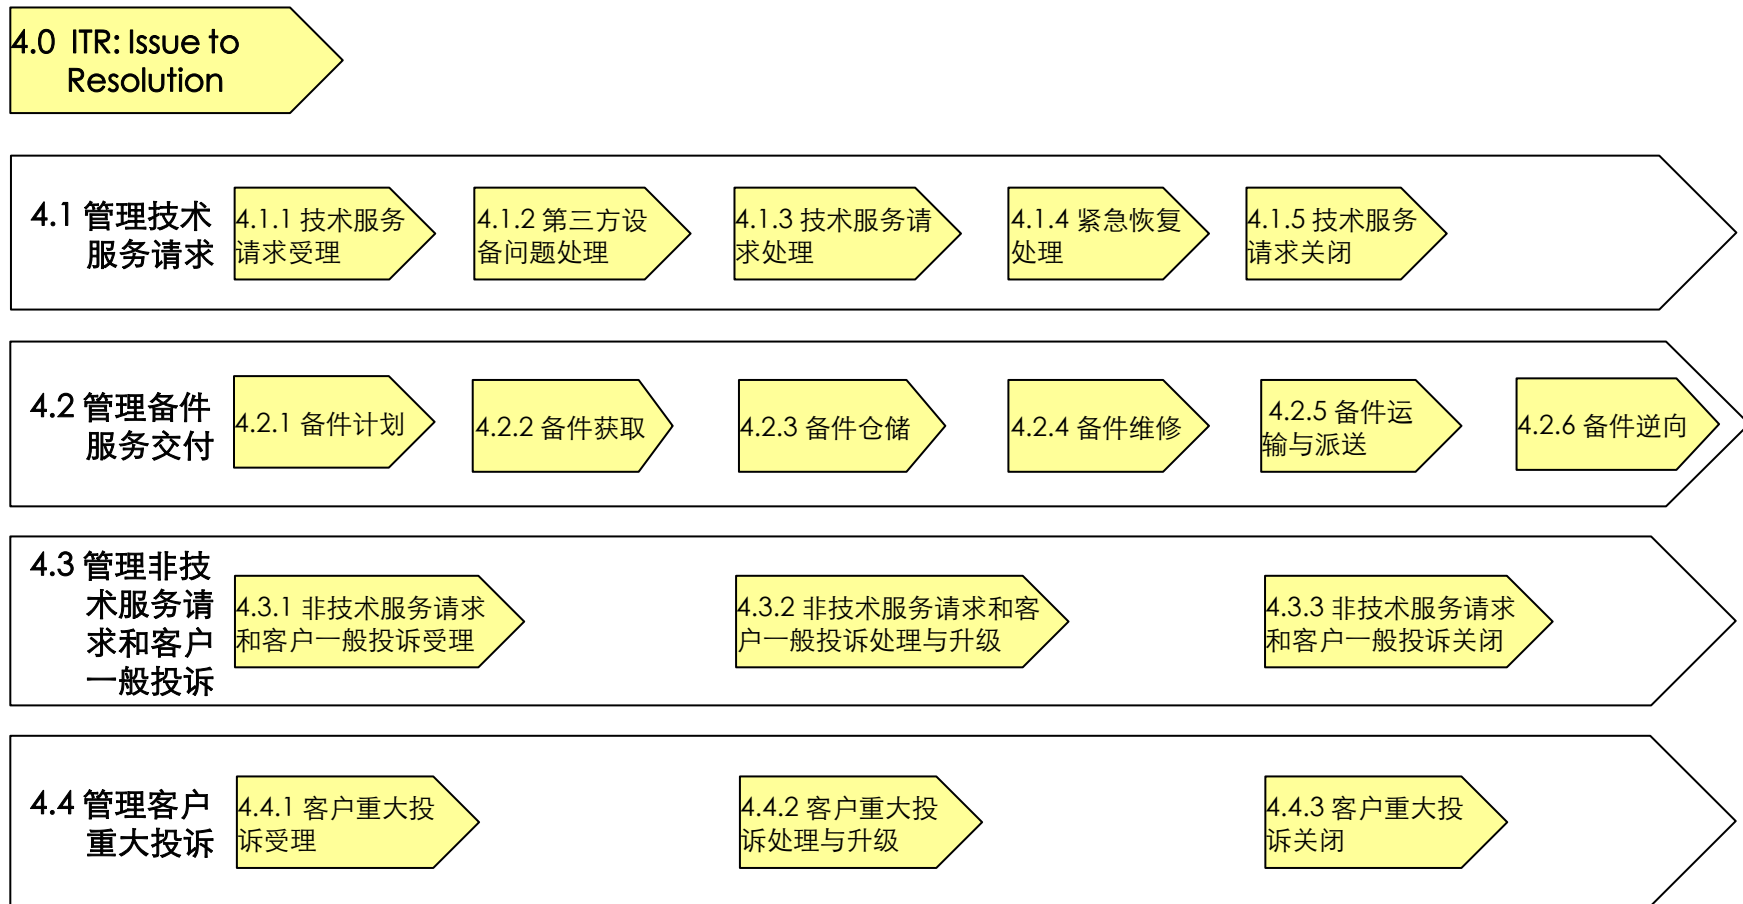 4.0 ITR: Issue to
Resolution
4.1 管理技术
服务请求
4.1.1 技术服务
请求受理
4.1.2 第三方设
备问题处理
4.1.3 技术服务请
求处理
4.1.4 紧急恢复
处理
4.1.5 技术服务
请求关闭
4.2 管理备件
服务交付
4.2.1 备件计划
4.2.2 备件获取
4.2.3 备件仓储
4.2.4 备件维修
4.2.5 备件运
输与派送
4.2.6 备件逆向
4.3 管理非技
术服务请
求和客户
一般投诉
4.3.1 非技术服务请求
和客户一般投诉受理
4.3.2 非技术服务请求和客
户一般投诉处理与升级
4.3.3 非技术服务请求
和客户一般投诉关闭
4.4 管理客户
重大投诉
4.4.1 客户重大投
诉受理
4.4.2 客户重大投
诉处理与升级
4.4.3 客户重大投
诉关闭